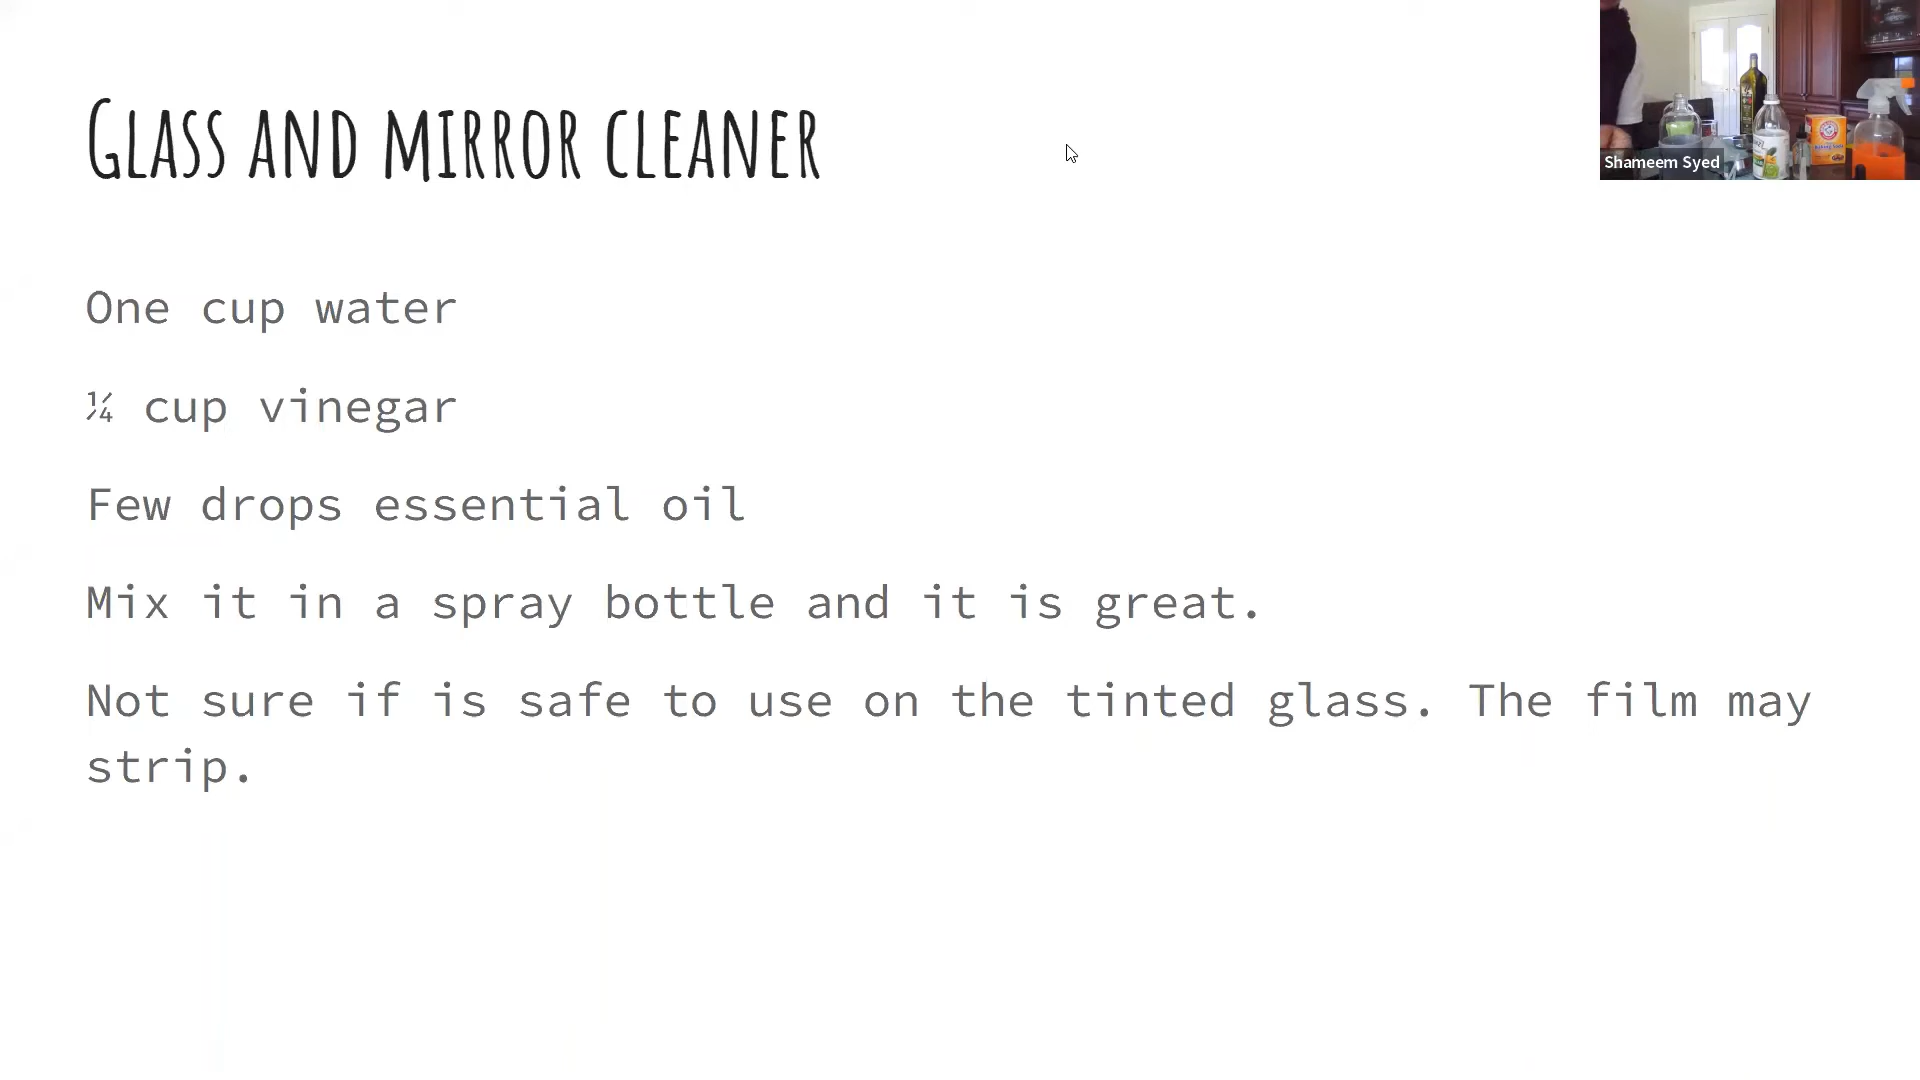 Glass and mirror cleaner
One cup water
¼ cup vinegar
Few drops essential oil
Mix it in a spray bottle and it is great.
Not sure if is safe to use on the tinted glass. The film may
strip.
Shameem Syed